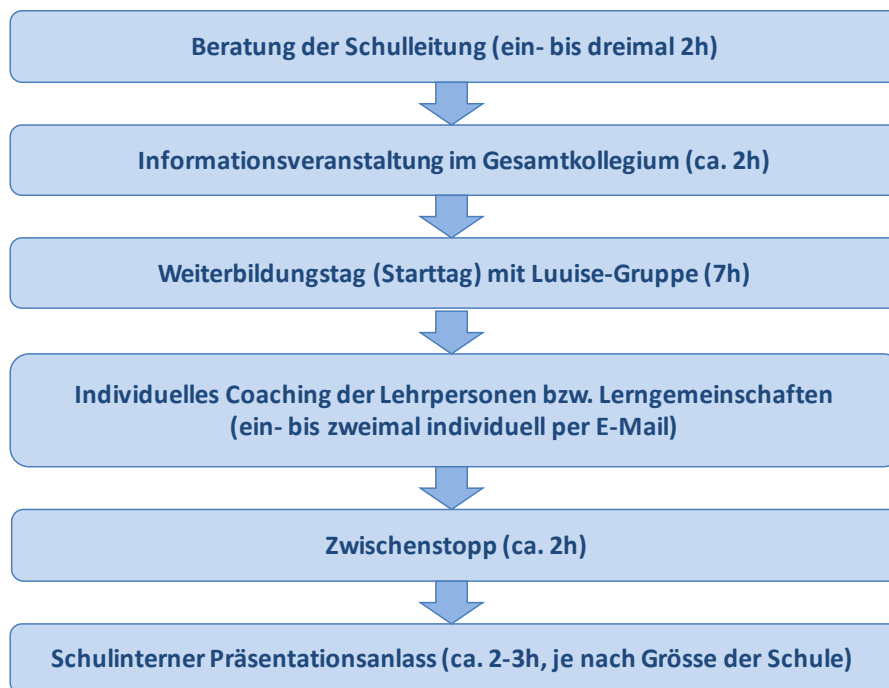 Beratung der Schulleitung (ein- bis dreimal 2h)
Informationsveranstaltung im Gesamtkollegium (ca. 2h)
Weiterbildungstag (Starttag) mit Luuise-Gruppe (7h)
Individuelles Coaching der Lehrpersonen bzw. Lerngemeinschaften
(ein- bis zweimal individuell per E-Mail)
Zwischenstopp (ca. 2h)
Schulinterner Präsentationsanlass (ca. 2-3h, je nach Grösse der Schule)